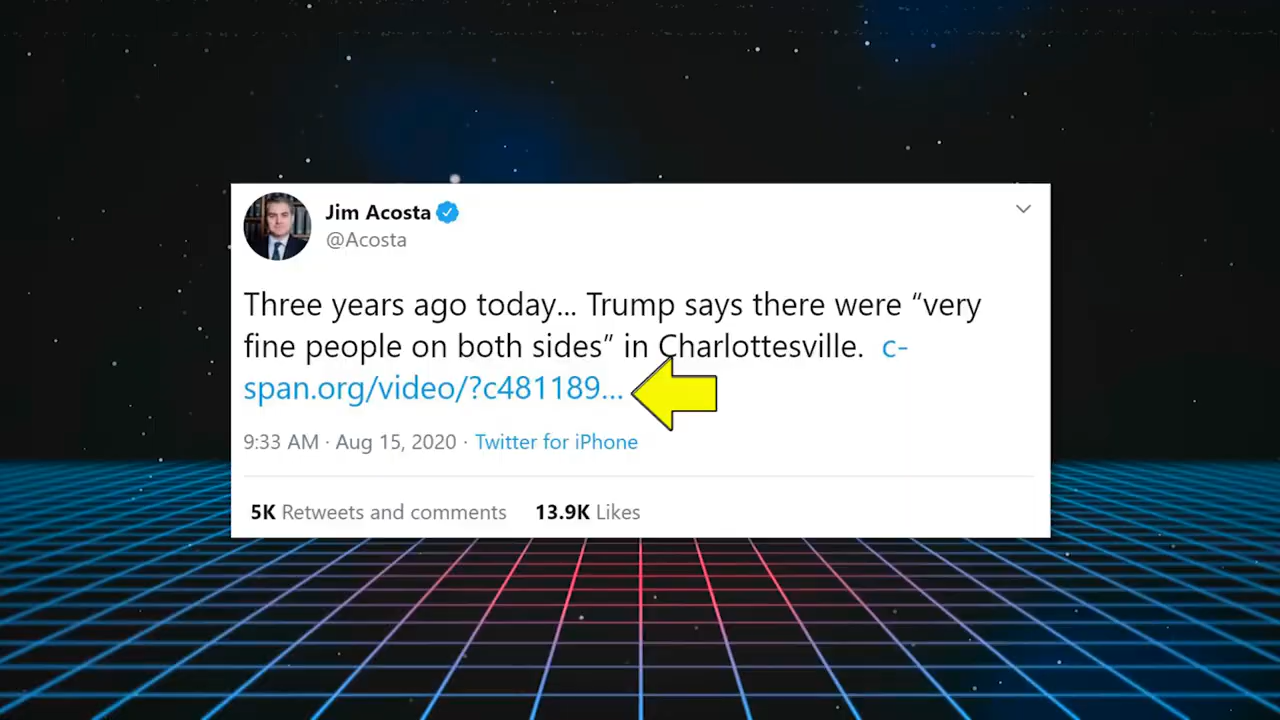 Jim Acosta
@Acosta
Three years ago today... Trump says there were “very
fine people on both sides” in Charlottesville. c-
span.org/video/?c481189...
9:33 AM · Aug 15, 2020 · Twitter for iPhone
5K Retweets and comments 13.9K Likes